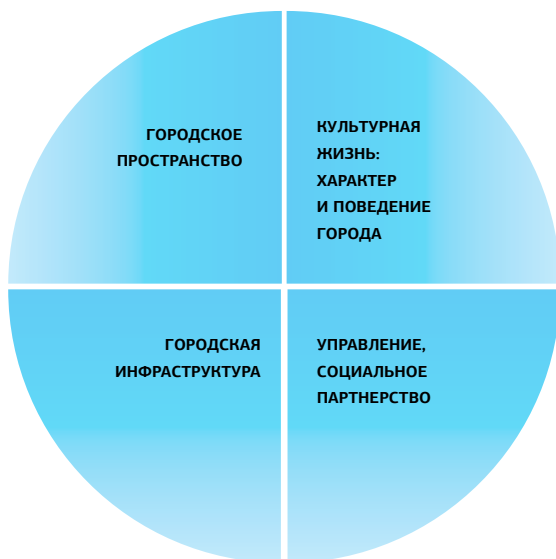 ГОРОДСКОЕ
ПРОСТРАНСТВО
КУЛЬТУРНАЯ
ЖИЗНЬ:
ХАРАКТЕР
И ПОВЕДЕНИЕ
ГОРОДА
ГОРОДСКАЯ
ИНФРАСТРУКТУРА
УПРАВЛЕНИЕ,
СОЦИАЛЬНОЕ
ПАРТНЕРСТВО